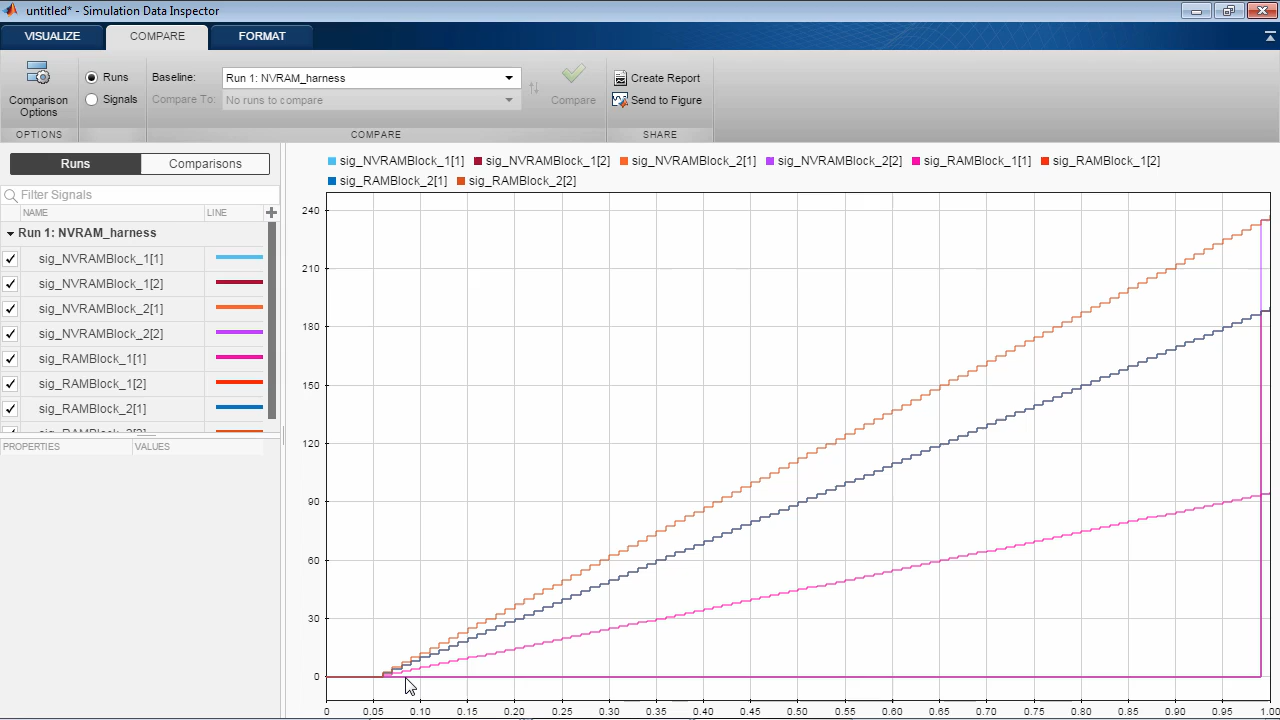 untitled* - Simulation Data Inspector
VISUALIZE COMPARE FORMAT
Comparison Options
Runs
Signals
Baseline: Run 1: NVRAM_harness
Compare To: No runs to compare
Compare
Create Report
Send to Figure
OPTIONS COMPARE SHARE
Runs Comparisons
Filter Signals
NAME LINE
Run 1: NVRAM_harness
sig_NVRAMBlock_1[1]
sig_NVRAMBlock_1[2]
sig_NVRAMBlock_2[1]
sig_NVRAMBlock_2[2]
sig_RAMBlock_1[1]
sig_RAMBlock_1[2]
sig_RAMBlock_2[1]
PROPERTIES VALUES
sig_NVRAMBlock_1[1] sig_NVRAMBlock_1[2] sig_NVRAMBlock_2[1] sig_NVRAMBlock_2[2] sig_RAMBlock_1[1] sig_RAMBlock_1[2]
sig_RAMBlock_2[1] sig_RAMBlock_2[2]
240
210
180
150
120
90
60
30
0
0 0.05 0.10 0.15 0.20 0.25 0.30 0.35 0.40 0.45 0.50 0.55 0.60 0.65 0.70 0.75 0.80 0.85 0.90 0.95 1.00